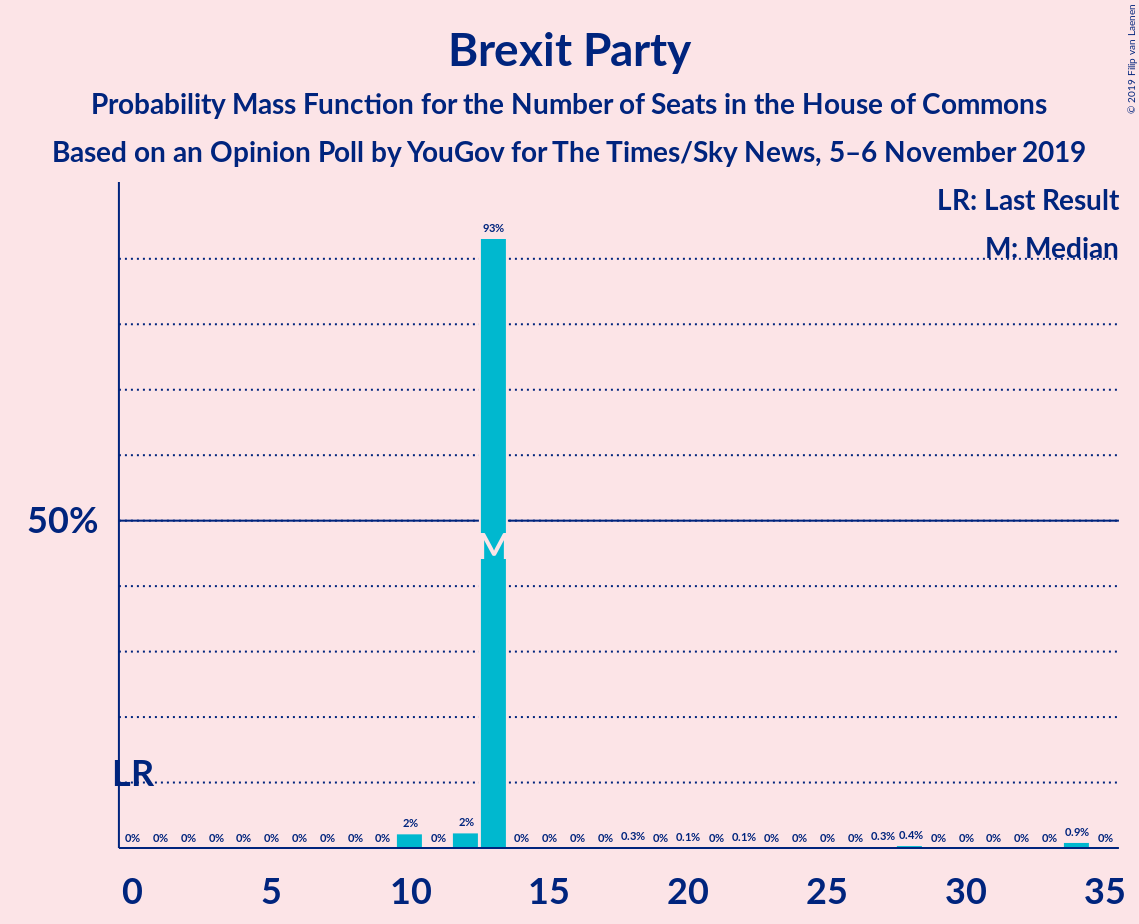 Brexit Party
Probability Mass Function for the Number of Seats in the House of Commons
Based on an Opinion Poll by YouGov for The Times/Sky News, 5–6 November 2019
© 2019 Filip van Laenen
LR: Last Result
M: Median
93%
50%
M
LR
0% 0% 0% 0% 0% 0% 0% 0% 0% 0% 2% 0% 2% 0% 0% 0% 0% 0.3% 0% 0.1% 0% 0.1% 0% 0% 0% 0% 0.3% 0.4% 0% 0% 0% 0% 0% 0.9% 0%
0 5 10 15 20 25 30 35